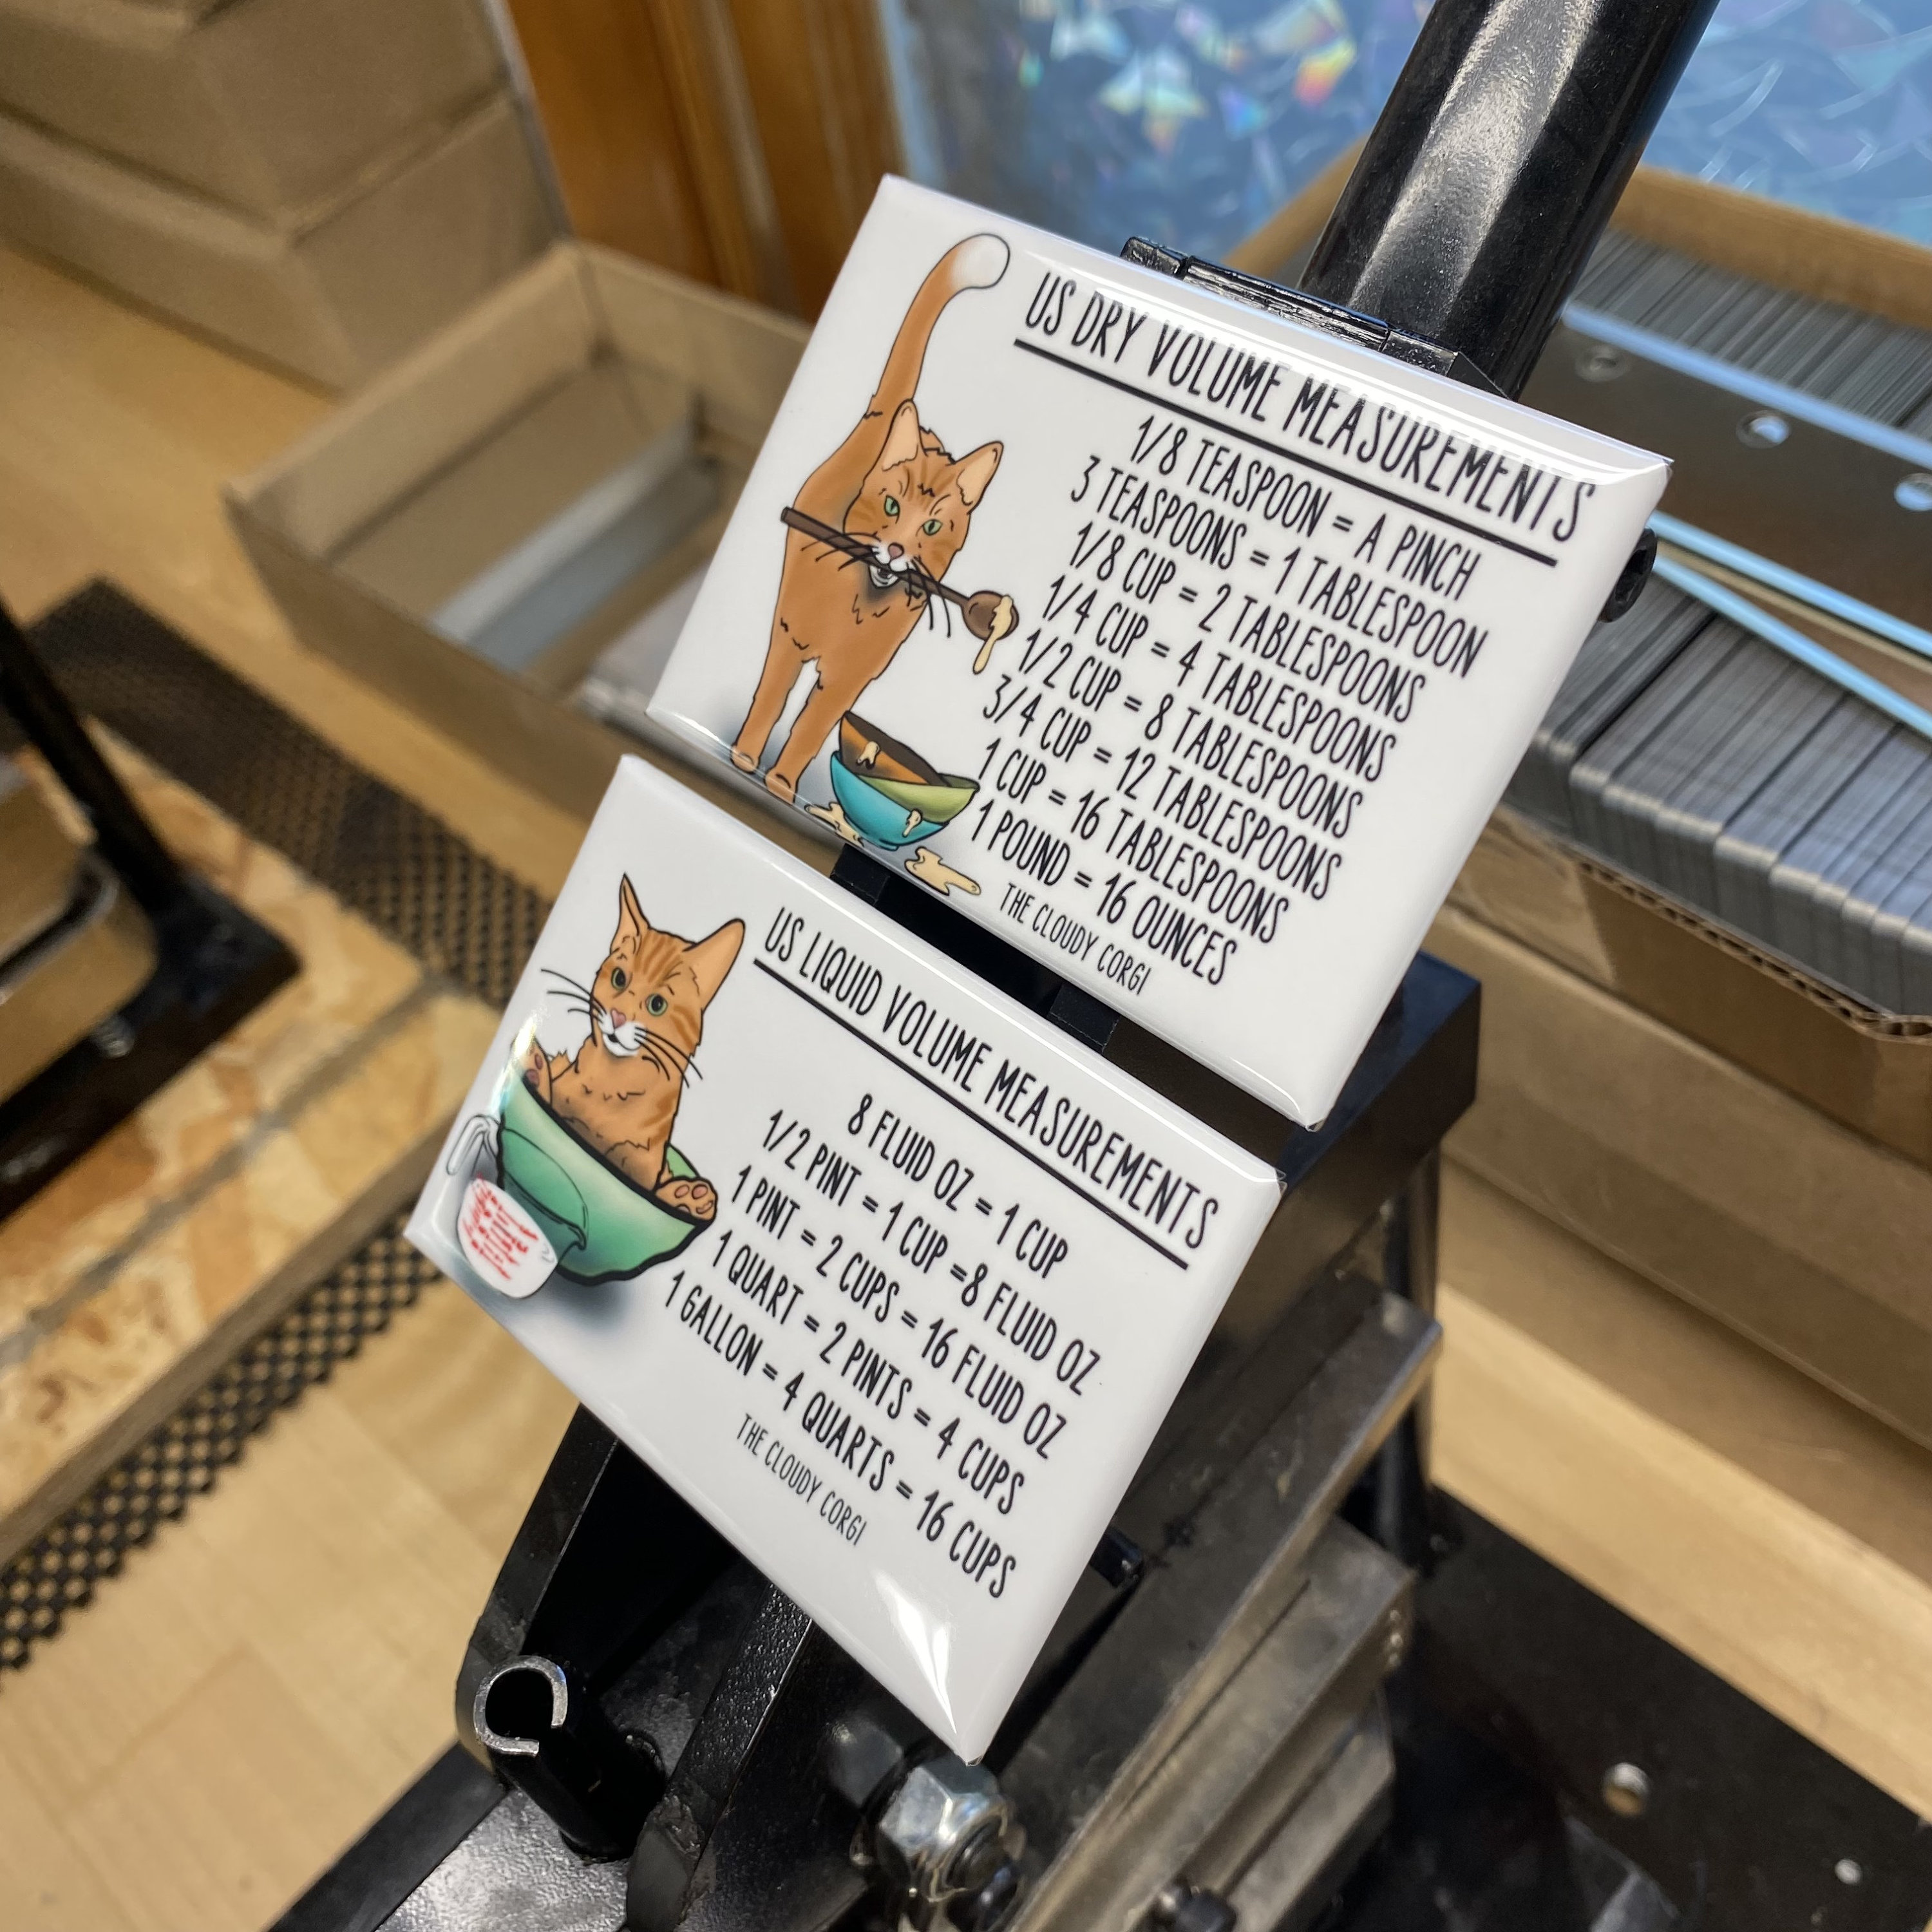 US DRY VOLUME MEASUREMENTS
1/8 TEASPOON = A PINCH
3 TEASPOONS = 1 TABLESPOON
1/8 CUP = 2 TABLESPOONS
1/4 CUP = 4 TABLESPOONS
1/2 CUP = 8 TABLESPOONS
3/4 CUP = 12 TABLESPOONS
1 CUP = 16 TABLESPOONS
1 POUND = 16 OUNCES
THE CLOUDY CORGI
US LIQUID VOLUME MEASUREMENTS
8 FLUID OZ = 1 CUP
1/2 PINT = 1 CUP =8 FLUID OZ
1 PINT = 2 CUPS = 16 FLUID OZ
1 QUART = 2 PINTS = 4 CUPS
1 GALLON = 4 QUARTS = 16 CUPS
THE CLOUDY CORGI